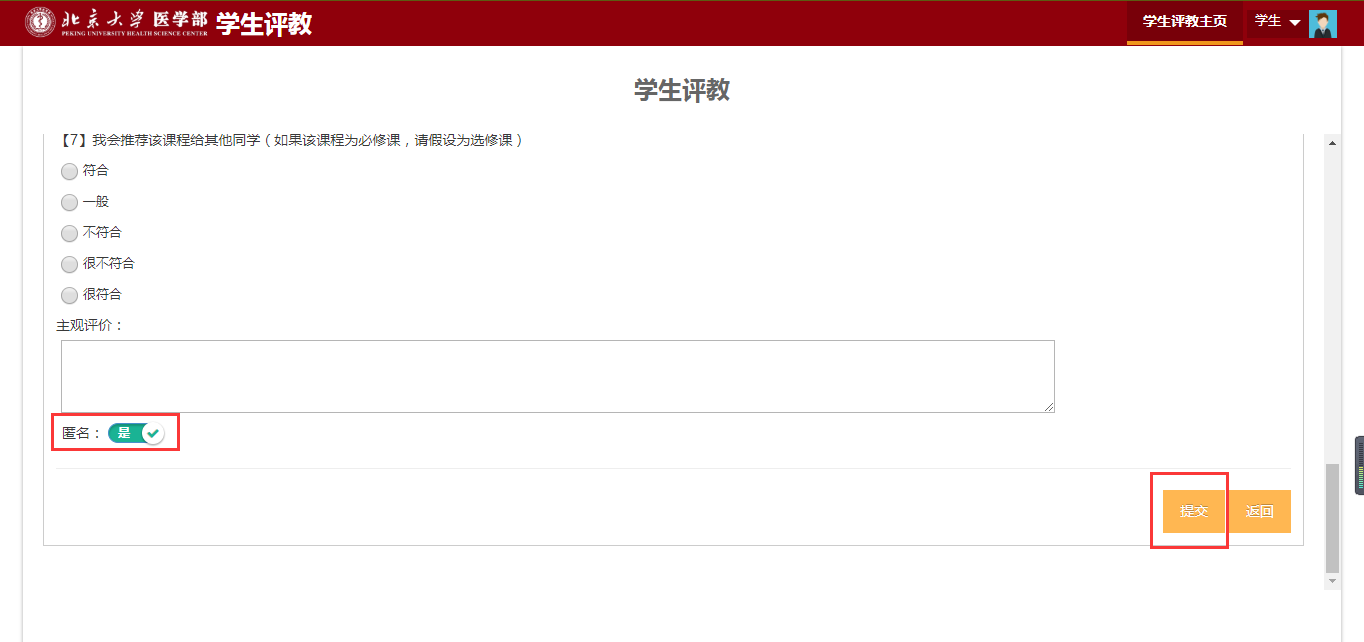 北京大学医学部 学生评教
PEKING UNIVERSITY HEALTH SCIENCE CENTER
学生评教主页 学生
学生评教
【7】我会推荐该课程给其他同学（如果该课程为必修课，请假设为选修课）
符合
一般
不符合
很不符合
很符合
主观评价：
匿名： 是
提交 返回